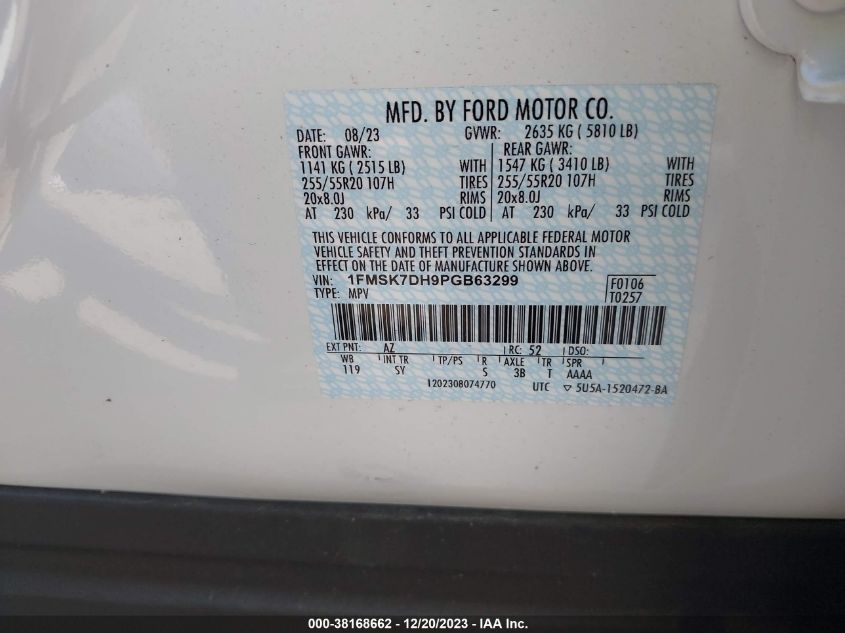 MFD. BY FORD MOTOR CO.
DATE: 08/23 GVWR: 2635 KG ( 5810 LB)
FRONT GAWR: REAR GAWR:
1141 KG ( 2515 LB) WITH 1547 KG ( 3410 LB) WITH
255/55R20 107H TIRES 255/55R20 107H TIRES
20x8.0J RIMS 20x8.0J RIMS
AT 230 kPa/ 33 PSI COLD AT 230 kPa/ 33 PSI COLD
THIS VEHICLE CONFORMS TO ALL APPLICABLE FEDERAL MOTOR
VEHICLE SAFETY AND THEFT PREVENTION STANDARDS IN
EFFECT ON THE DATE OF MANUFACTURE SHOWN ABOVE.
VIN: 1FMSK7DH9PGB63299 F0106
TYPE: MPV T0257
EXT PNT: AZ RC: 52 DSO:
WB INT TR TP/PS R AXLE TR SPR
119 SY S 3B T AAAA
1202308074770 UTC ▽ 5U5A-1520472-BA
000-38168662 - 12/20/2023 - IAA Inc.